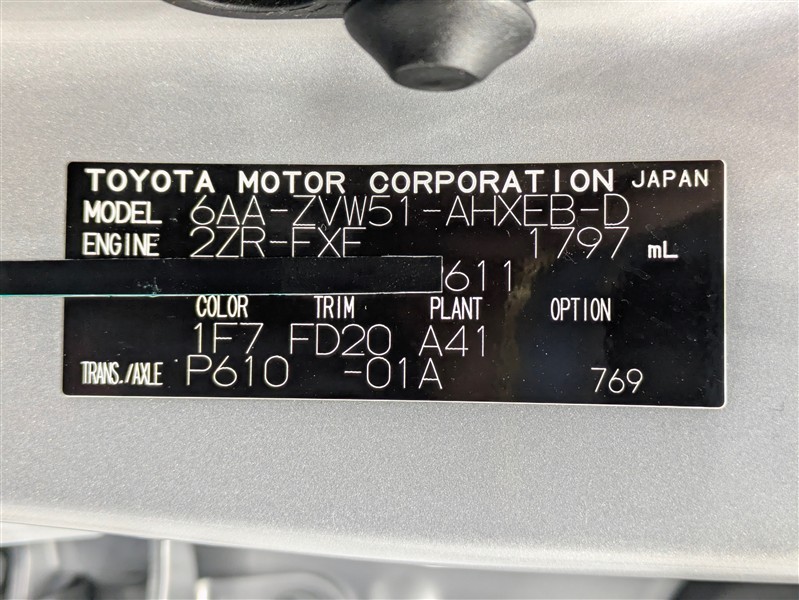 TOYOTA MOTOR CORPORATION JAPAN
MODEL 6AA-ZVW51-AHXEB-D
ENGINE 2ZR-FXE 1797 mL
611
COLOR TRIM PLANT OPTION
1F7 FD20 A41
TRANS./AXLE P610 -01A 769